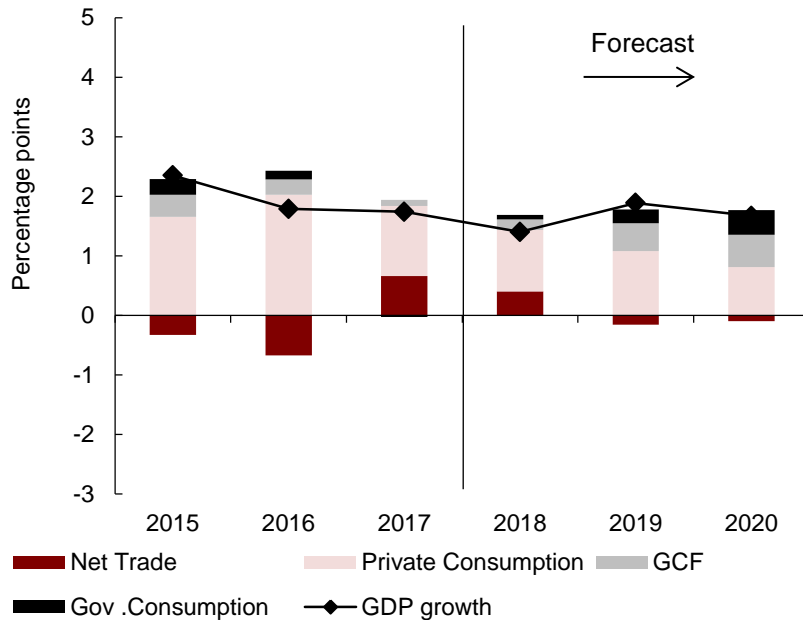 Percentage points
5
4
3
2
1
0
-1
-2
-3
Forecast
2015 2016 2017 2018 2019 2020
Net Trade Private Consumption GCF
Gov .Consumption GDP growth